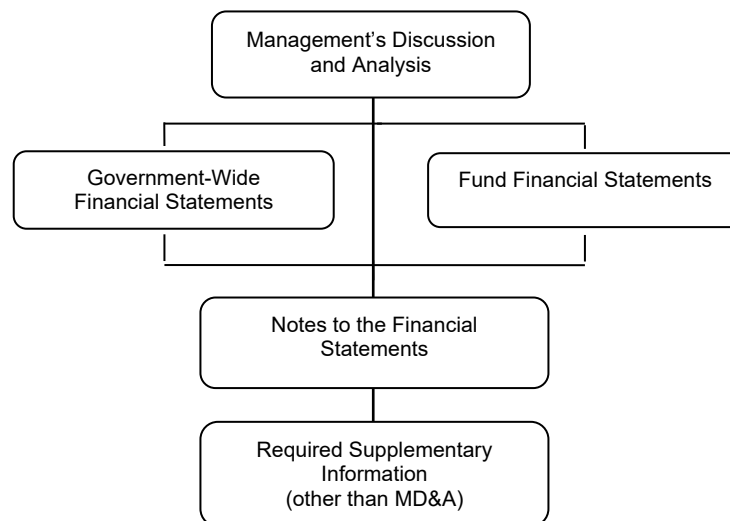 Management’s Discussion
and Analysis
Government-Wide
Financial Statements
Fund Financial Statements
Notes to the Financial
Statements
Required Supplementary
Information
(other than MD&A)